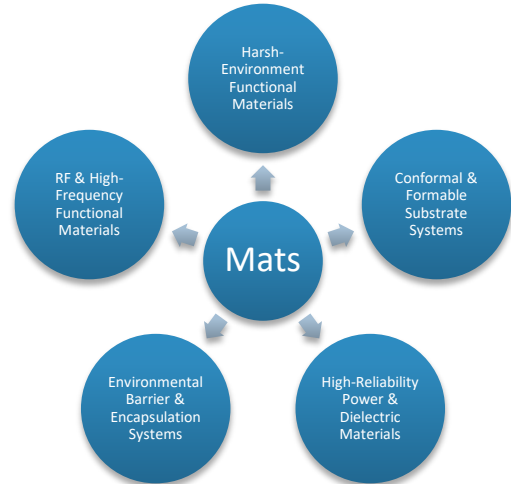 Harsh-
Environment
Functional
Materials
RF & High-
Frequency
Functional
Materials
Conformal &
Formable
Substrate
Systems
Mats
Environmental
Barrier &
Encapsulation
Systems
High-Reliability
Power &
Dielectric
Materials